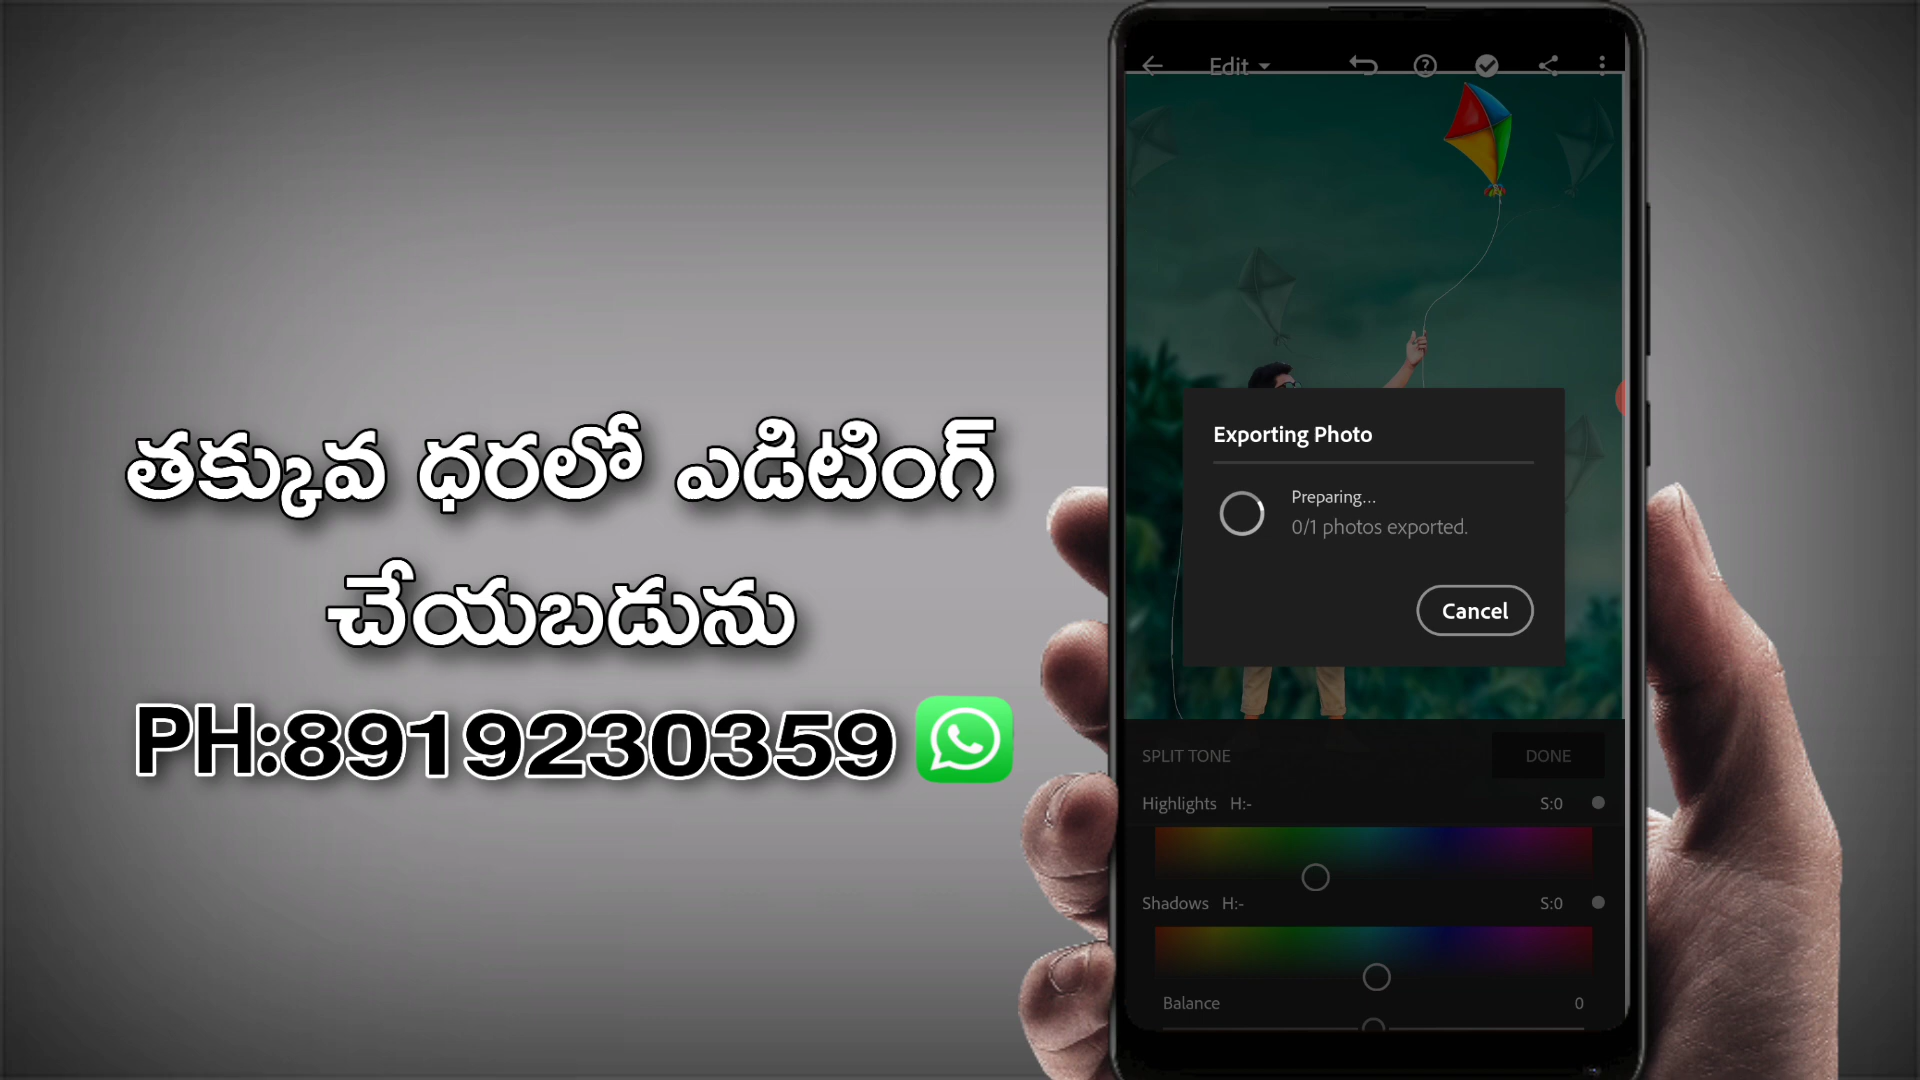 తక్కువ ధరలో ఎడిటింగ్
చేయబడును
PH:8919230359
Edit
Exporting Photo
Preparing...
0/1 photos exported.
Cancel
SPLIT TONE DONE
Highlights H:- S:0
Shadows H:- S:0
Balance 0